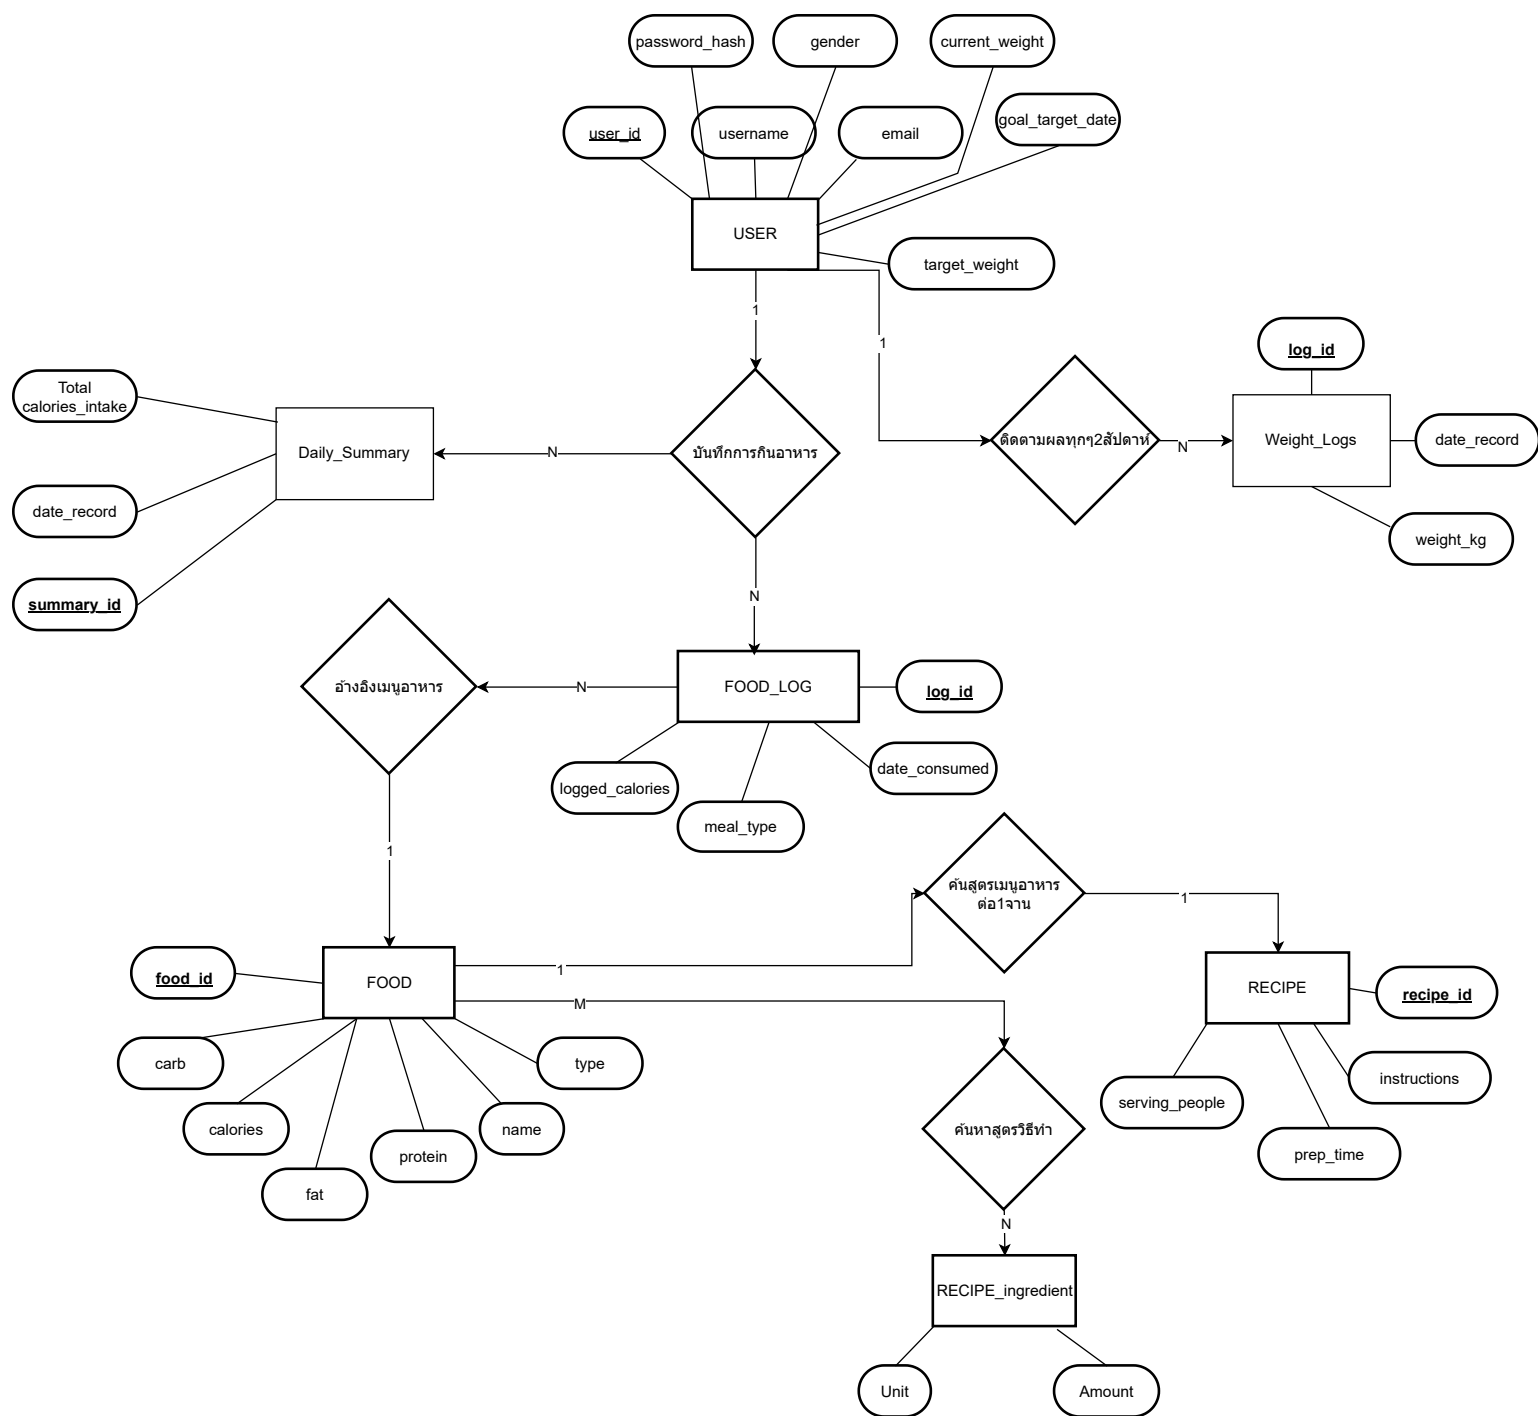 password_hash
gender
current_weight
user_id
username
email
goal_target_date
USER
target_weight
1
1
log_id
Total
calories_intake
Daily_Summary
N
บันทึกการกินอาหาร
ติดตามผลทุกๆ2สัปดาห์
N
Weight_Logs
date_record
date_record
weight_kg
summary_id
N
อ้างอิงเมนูอาหาร
N
FOOD_LOG
log_id
logged_calories
date_consumed
meal_type
1
ค้นสูตรเมนูอาหาร
ต่อ1จาน
1
food_id
FOOD
1
RECIPE
recipe_id
M
carb
type
calories
name
protein
fat
ค้นหาสูตรวิธีทำ
serving_people
instructions
prep_time
N
RECIPE_ingredient
Unit
Amount